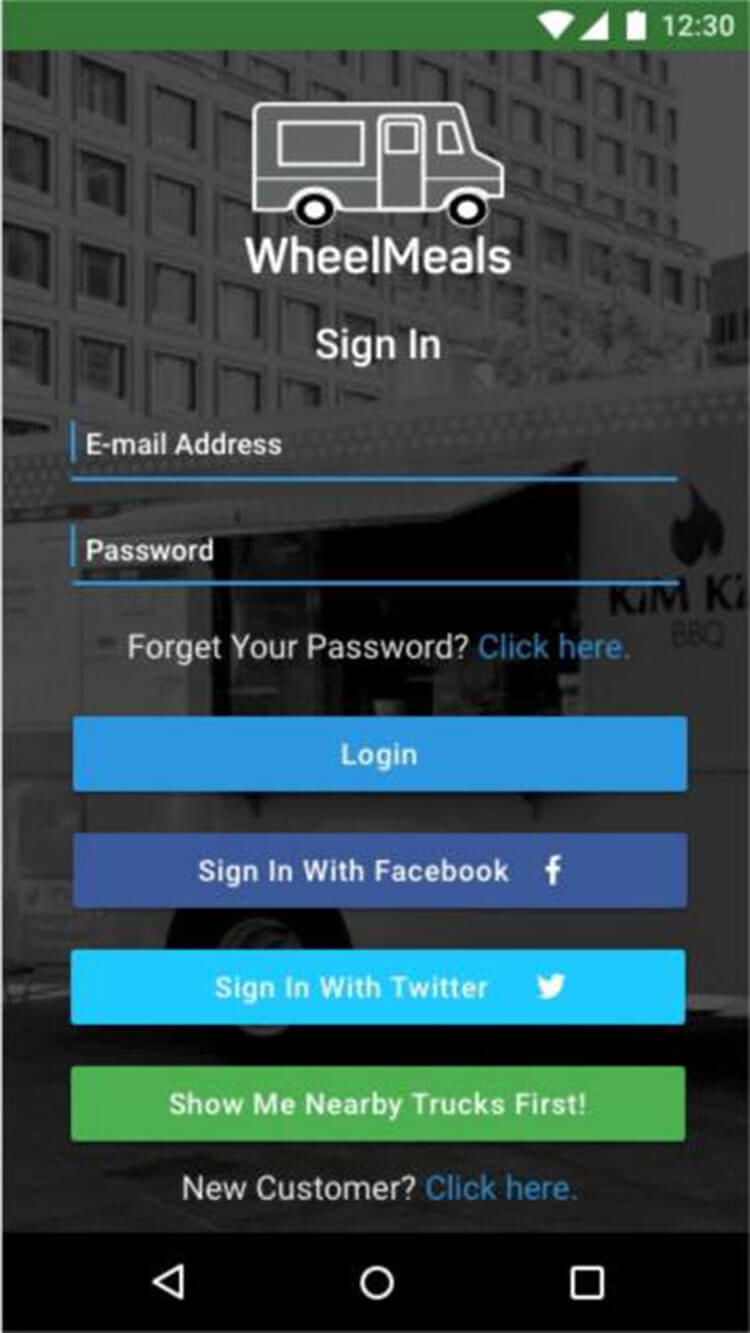 12:30
WheelMeals
Sign In
E-mail Address
Password
KiM
BBQ
Forget Your Password? Click here.
Login
Sign In With Facebook
Sign In With Twitter
Show Me Nearby Trucks First!
New Customer? Click here.